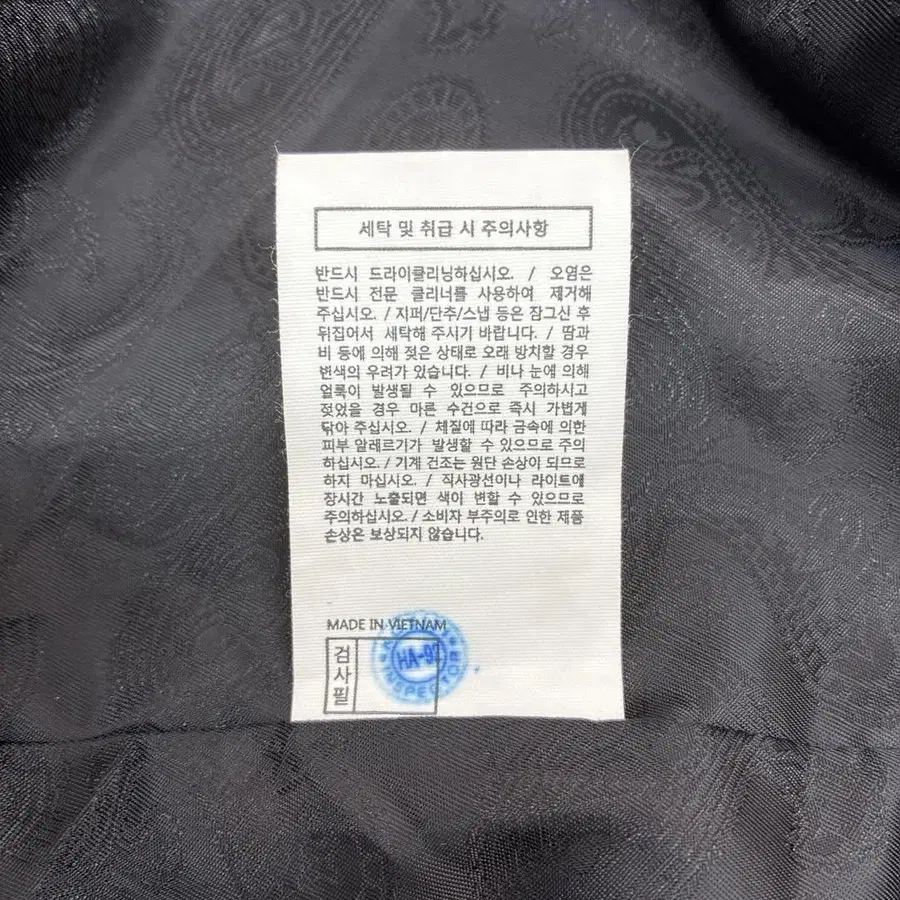 세탁 및 취급 시 주의사항
반드시 드라이클리닝하십시오. / 오염은
반드시 전문 클리너를 사용하여 제거해
주십시오. / 지퍼/단추/스냅 등은 잠그신 후
뒤집어서 세탁해 주시기 바랍니다. / 땀과
비 등에 의해 젖은 상태로 오래 방치할 경우
변색의 우려가 있습니다. / 비나 눈에 의해
얼룩이 발생될 수 있으므로 주의하시고
젖었을 경우 마른 수건으로 즉시 가볍게
닦아 주십시오. / 체질에 따라 금속에 의한
피부 알레르기가 발생할 수 있으므로 주의
하십시오. / 기계 건조는 원단 손상이 되므로
하지 마십시오. / 직사광선이나 라이트에
장시간 노출되면 색이 변할 수 있으므로
주의하십시오. / 소비자 부주의로 인한 제품
손상은 보상되지 않습니다.
MADE IN VIETNAM
검사필
INSPECTOR